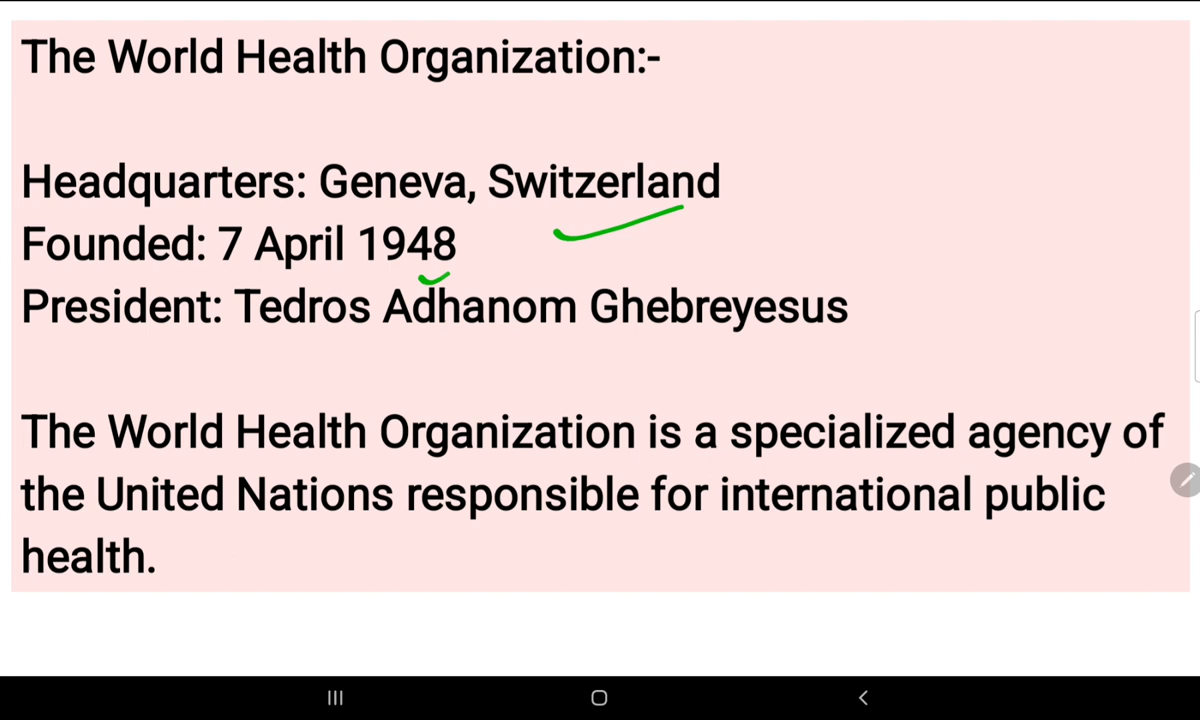 The World Health Organization:-
Headquarters: Geneva, Switzerland
Founded: 7 April 1948
President: Tedros Adhanom Ghebreyesus
The World Health Organization is a specialized agency of
the United Nations responsible for international public
health.